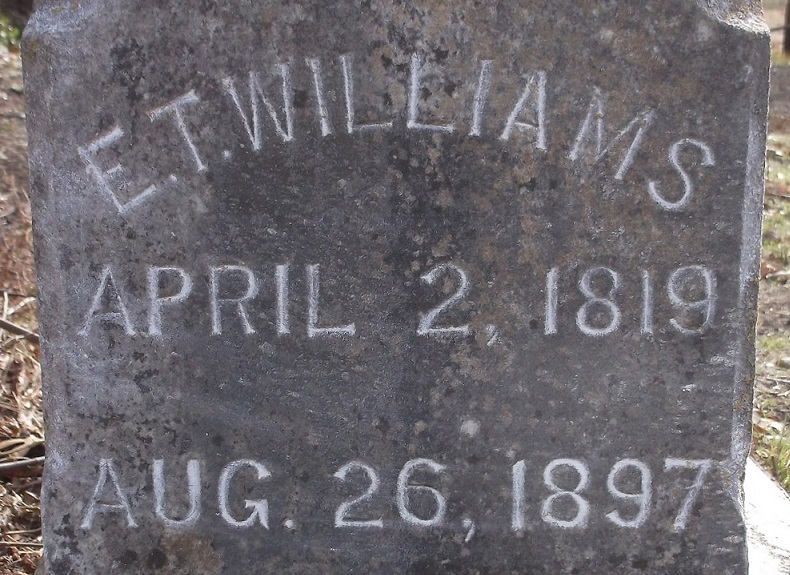 E.T. WILLIAMS
APRIL 2, 1819
AUG. 26, 1897